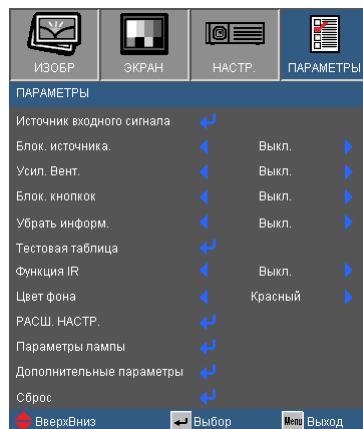 ИЗОБР ЭКРАН НАСТР. ПАРАМЕТРЫ
ПАРАМЕТРЫ
Источник входного сигнала
Блок. источника. Выкл.
Усил. Вент. Выкл.
Блок. кнопкок Выкл.
Убрать информ. Выкл.
Тестовая таблица
Функция IR Выкл.
Цвет фона Красный
РАСШ. НАСТР.
Параметры лампы
Дополнительные параметры
Сброс
ВверхВниз Выбор Menu Выход